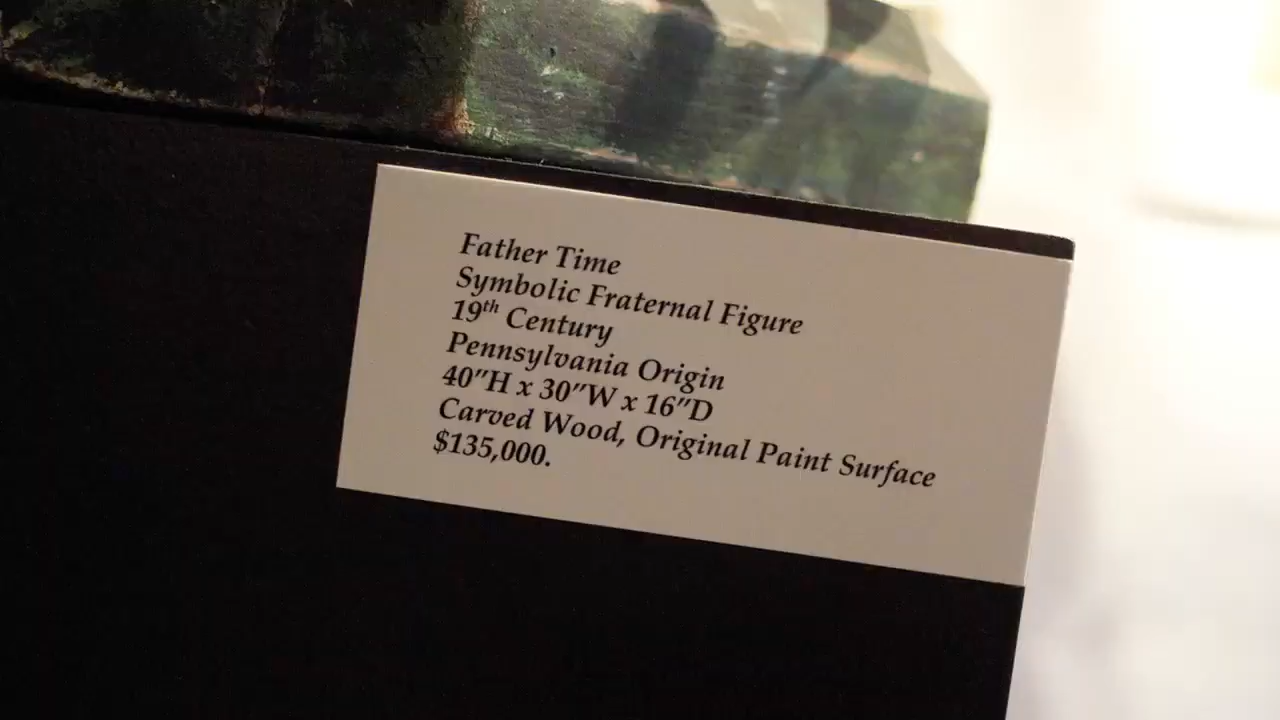 Father Time
Symbolic Fraternal Figure
19th Century
Pennsylvania Origin
40"H x 30"W x 16"D
Carved Wood, Original Paint Surface
$135,000.